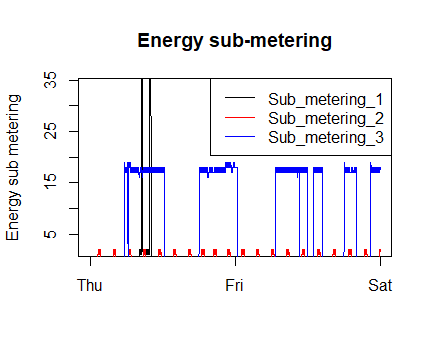 Energy sub-metering
Energy sub metering
35
25
15
5
Sub_metering_1
Sub_metering_2
Sub_metering_3
Thu Fri Sat